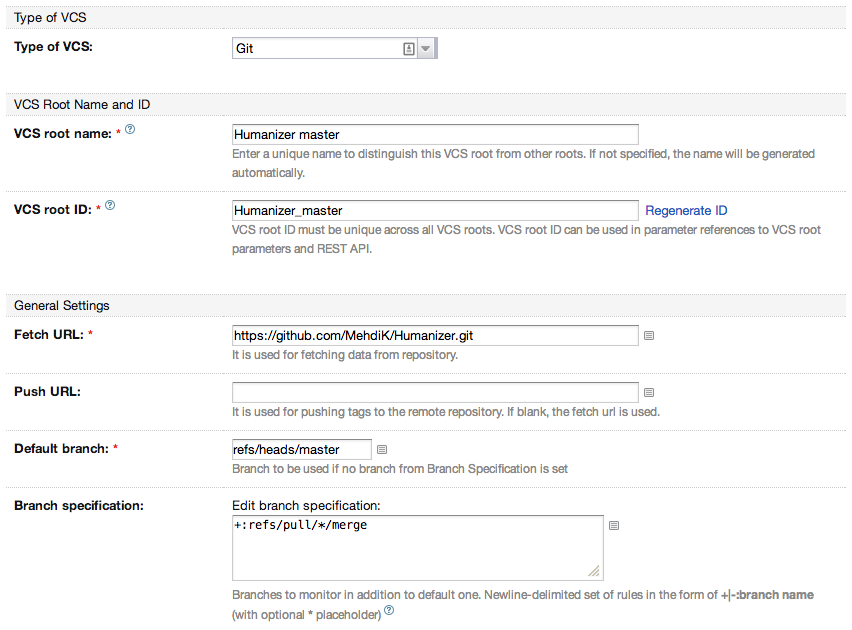 Type of VCS
Type of VCS:
Git
VCS Root Name and ID
VCS root name: * ?
Humanizer master
Enter a unique name to distinguish this VCS root from other roots. If not specified, the name will be generated
automatically.
VCS root ID: * ?
Humanizer_master
Regenerate ID
VCS root ID must be unique across all VCS roots. VCS root ID can be used in parameter references to VCS root
parameters and REST API.
General Settings
Fetch URL: *
https://github.com/MehdiK/Humanizer.git
It is used for fetching data from repository.
Push URL:
It is used for pushing tags to the remote repository. If blank, the fetch url is used.
Default branch: *
refs/heads/master
Branch to be used if no branch from Branch Specification is set
Branch specification:
Edit branch specification:
+:refs/pull/*/merge
Branches to monitor in addition to default one. Newline-delimited set of rules in the form of +|-:branch name
(with optional * placeholder) ?